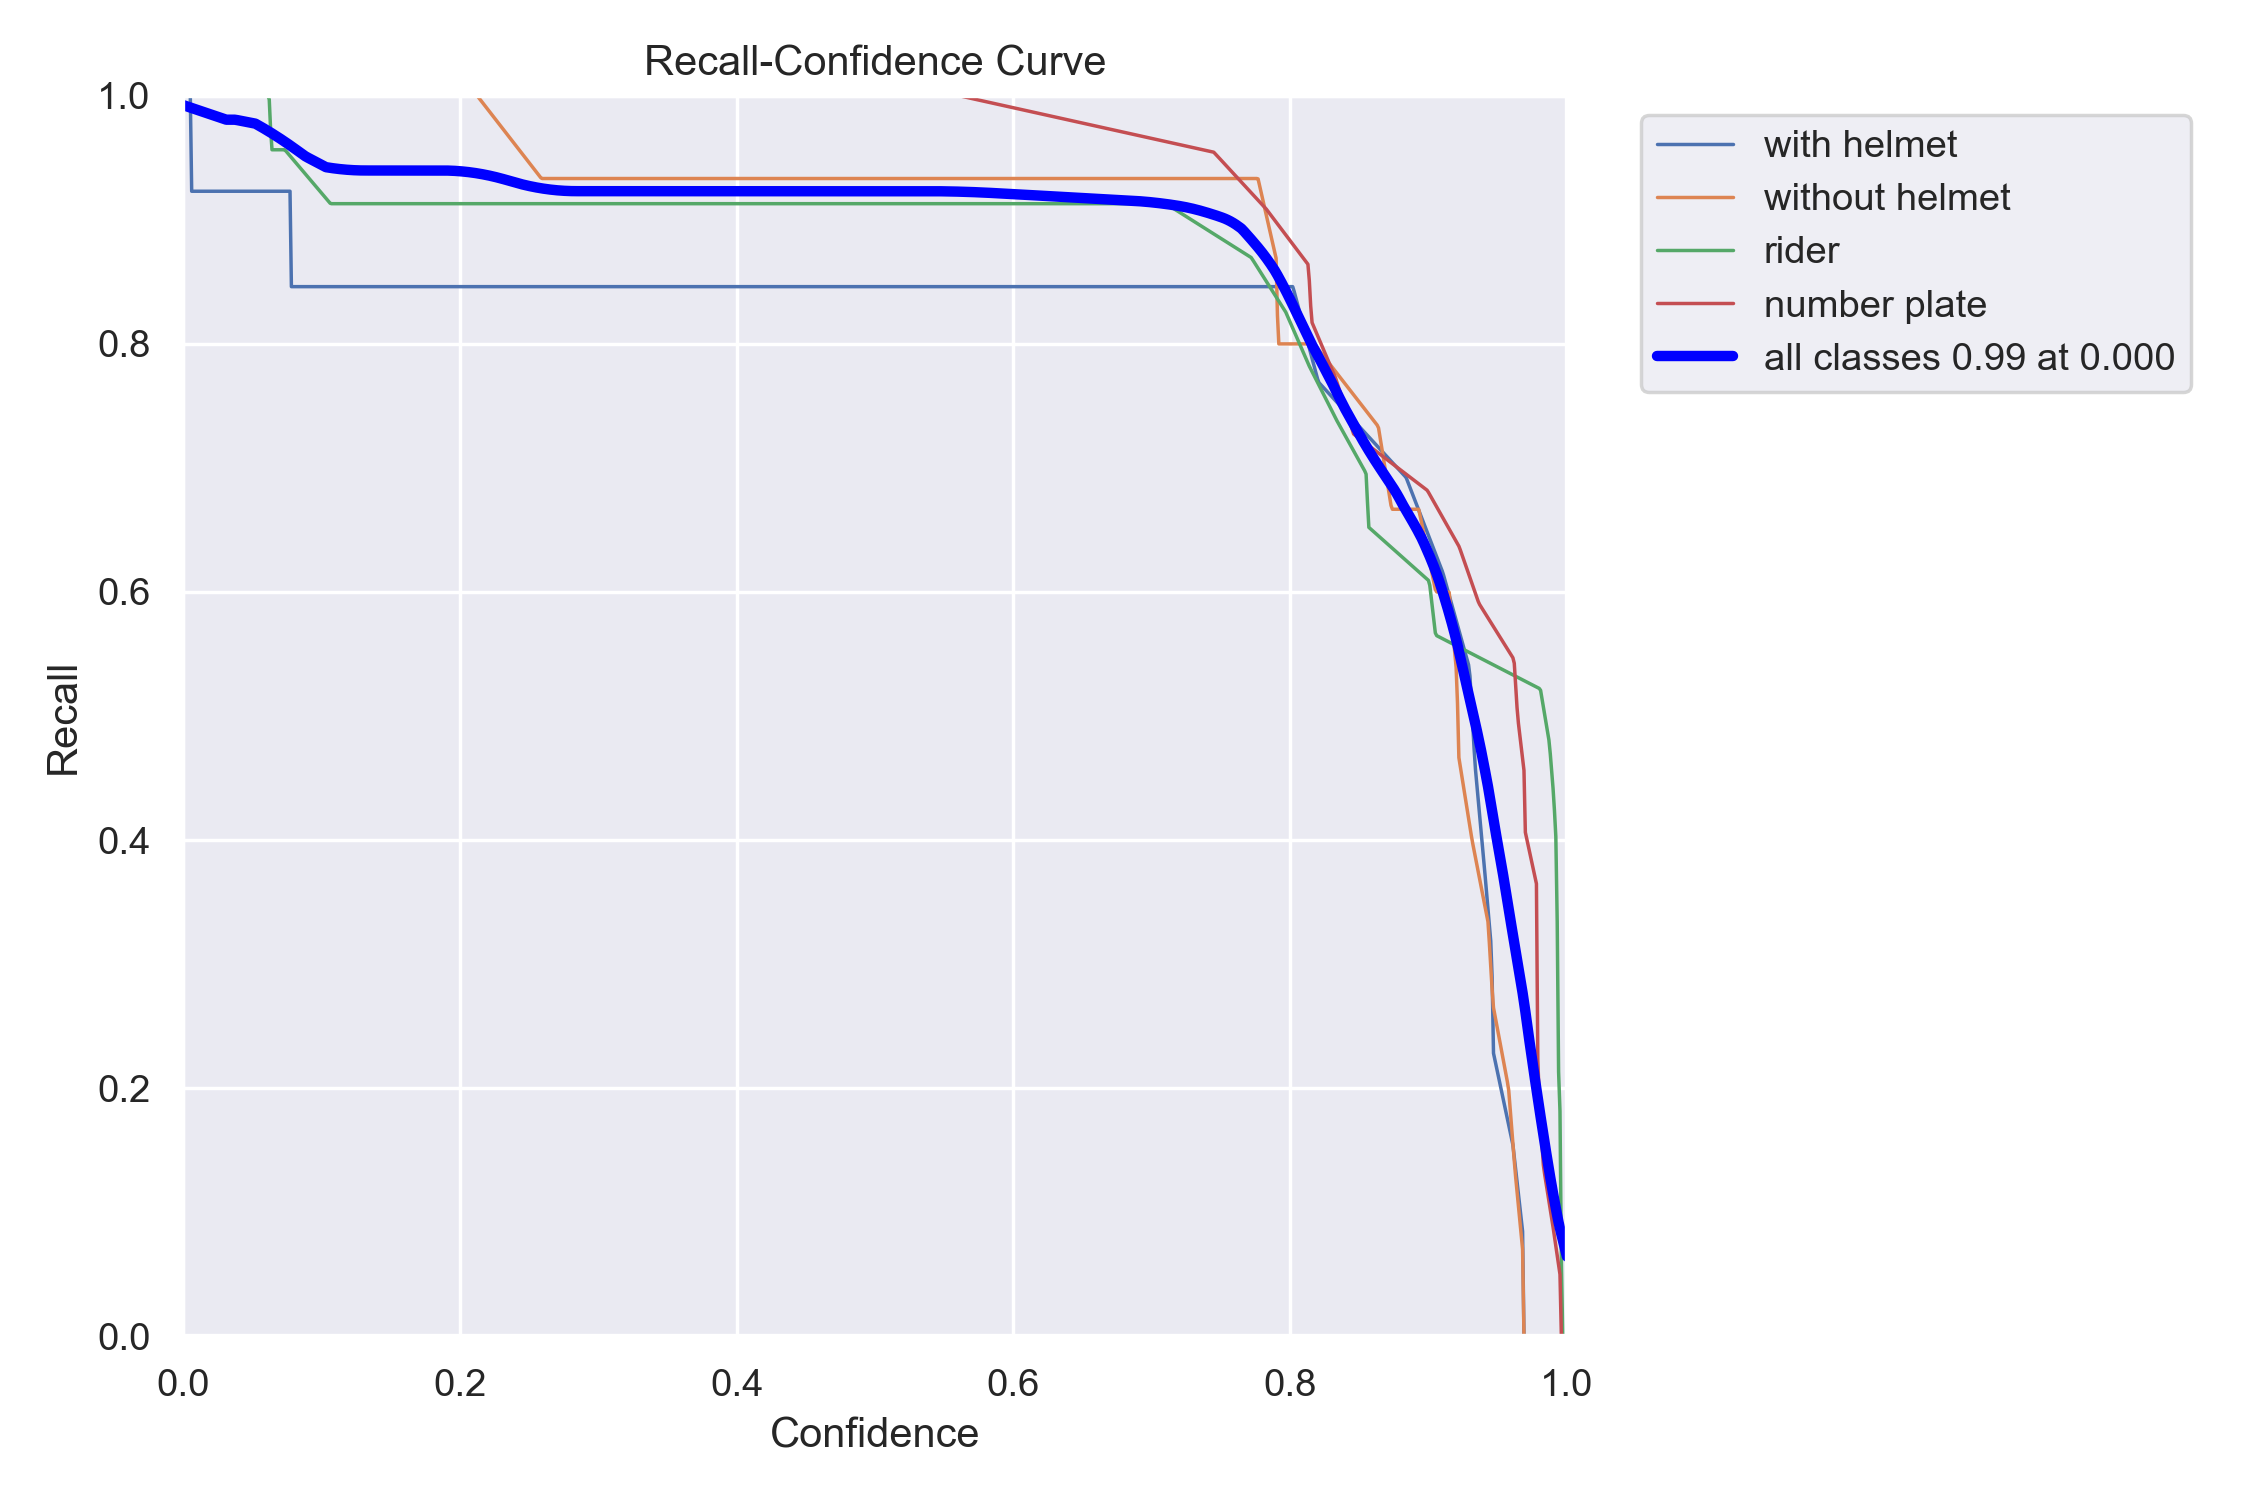 Recall-Confidence Curve
1.0
0.8
0.6
0.4
0.2
0.0
Recall
0.0 0.2 0.4 0.6 0.8 1.0
Confidence
with helmet
without helmet
rider
number plate
all classes 0.99 at 0.000